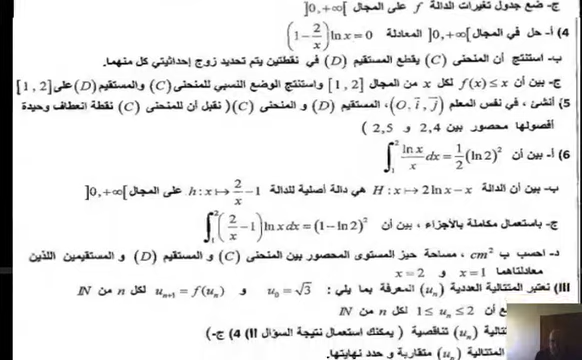 ج- ضع جدول تغيرات الدالة f على المجال ]0,+∞[
4) أ- حل في المجال ]0,+∞[ المعادلة (1-2/x)ln x = 0
ب- استنتج أن المنحنى (C) يقطع المستقيم (D) في نقطتين يتم تحديد زوج إحداثيتي كل منهما.
ج- بين أن f(x) ≤ x لكل x من المجال [1,2] واستنتج الوضع النسبي للمنحنى (C) والمستقيم (D) على [1,2]
5) أنشئ، في نفس المعلم (O, i, j)، المستقيم (D) و المنحنى (C) (نقبل أن للمنحنى (C) نقطة انعطاف وحيدة
أفصولها محصور بين 2,4 و 2,5 )
6) أ- بين أن ∫₁² (ln x / x) dx = 1/2 (ln 2)²
ب- بين أن الدالة H : x ↦ 2ln x - x هي دالة أصلية للدالة h : x ↦ 2/x - 1 على المجال ]0,+∞[
ج- باستعمال مكاملة بالأجزاء ، بين أن ∫₁² (2/x - 1) ln x dx = (1 - ln 2)²
د- احسب ب cm² ، مساحة حيز المستوى المحصور بين المنحنى (C) و المستقيم (D) و المستقيمين اللذين
معادلتاهما x = 1 و x = 2
III) نعتبر المتتالية العددية (uₙ) المعرفة بما يلي : u₀ = √3 و uₙ₊₁ = f(uₙ) لكل n من IN
أن 1 ≤ uₙ ≤ 2 لكل n من IN
(uₙ) تناقصية ( يمكنك استعمال نتيجة السؤال II) 4) ج-)
المتتالية (uₙ) متقاربة و حدد نهايتها.